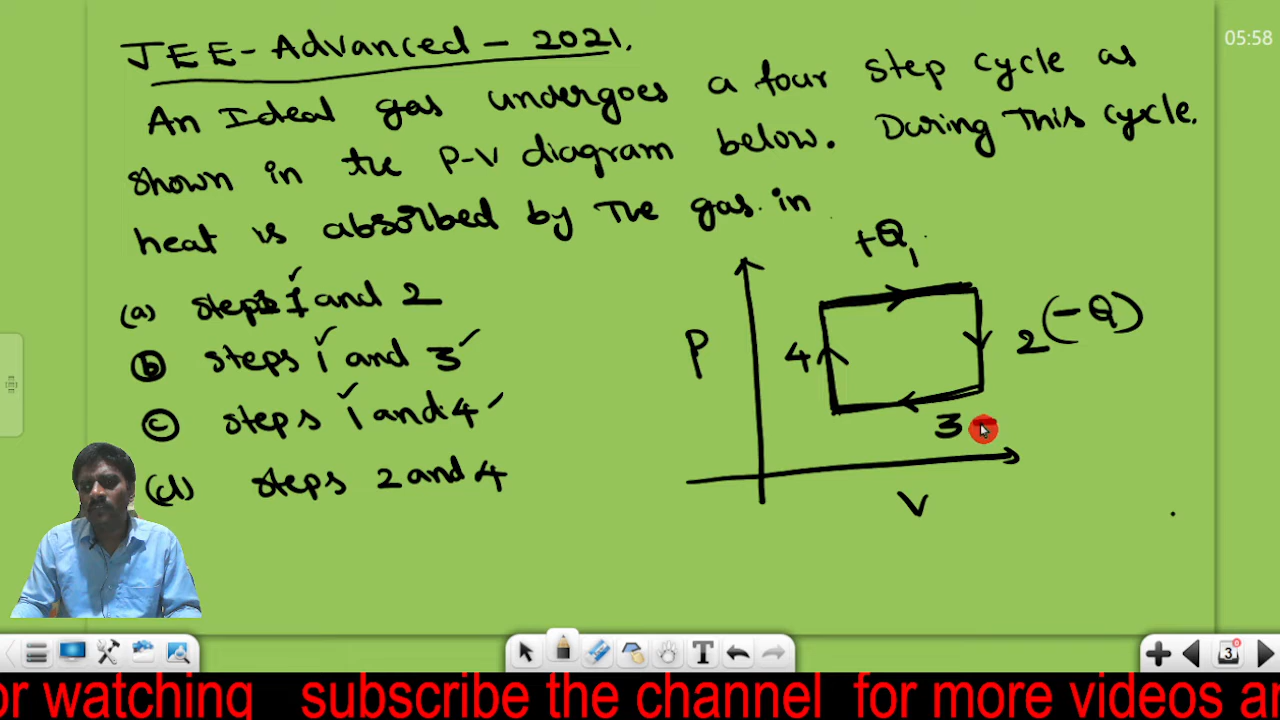 JEE-Advanced - 2021.
05:58
An Ideal gas undergoes a four step cycle as
shown in the P-V diagram below. During This cycle.
heat is absorbed by The gas in
(a) steps 1 and 2
(b) steps 1 and 3
(c) steps 1 and 4
(d) steps 2 and 4
+Q1
P
4
2 (-Q)
3
V
T
3
or watching subscribe the channel for more videos an